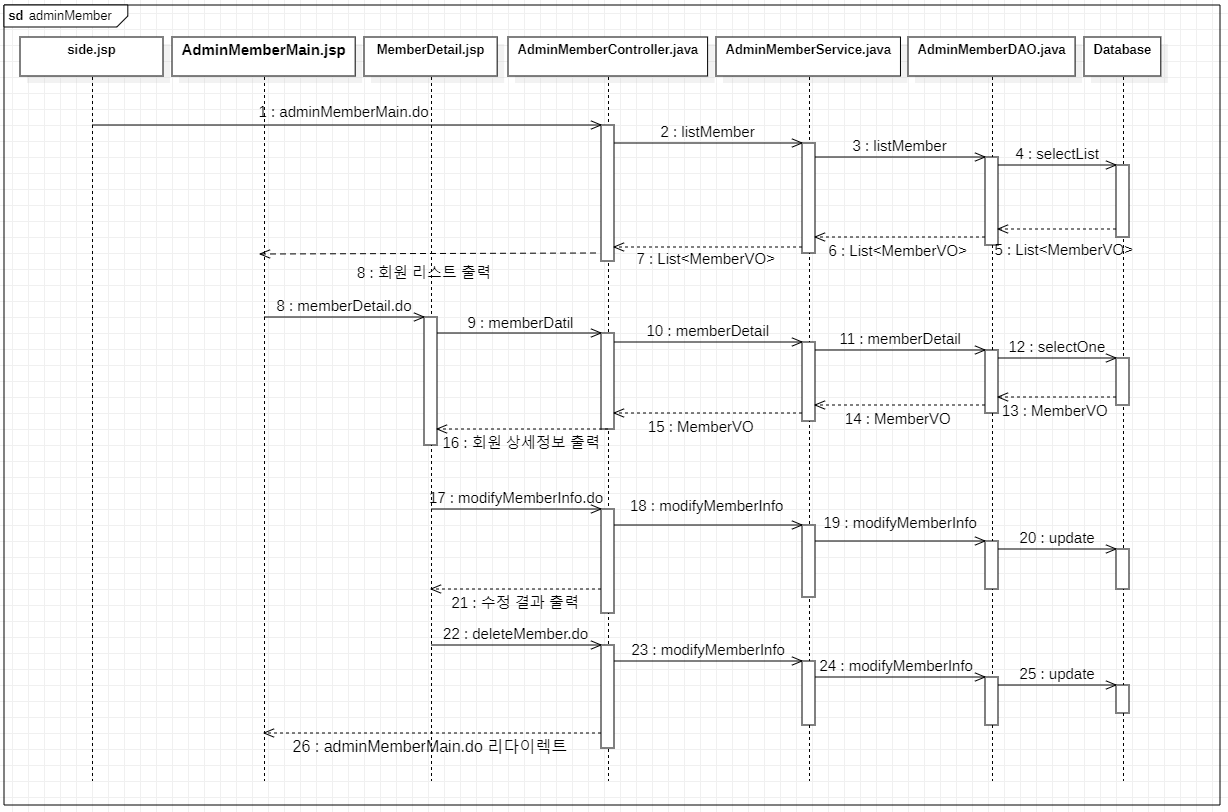 sd adminMember
side.jsp
AdminMemberMain.jsp
MemberDetail.jsp
AdminMemberController.java
AdminMemberService.java
AdminMemberDAO.java
Database
1 : adminMemberMain.do
2 : listMember
3 : listMember
4 : selectList
5 : List<MemberVO>
6 : List<MemberVO>
7 : List<MemberVO>
8 : 회원 리스트 출력
8 : memberDetail.do
9 : memberDatil
10 : memberDetail
11 : memberDetail
12 : selectOne
13 : MemberVO
14 : MemberVO
15 : MemberVO
16 : 회원 상세정보 출력
17 : modifyMemberInfo.do
18 : modifyMemberInfo
19 : modifyMemberInfo
20 : update
21 : 수정 결과 출력
22 : deleteMember.do
23 : modifyMemberInfo
24 : modifyMemberInfo
25 : update
26 : adminMemberMain.do 리다이렉트